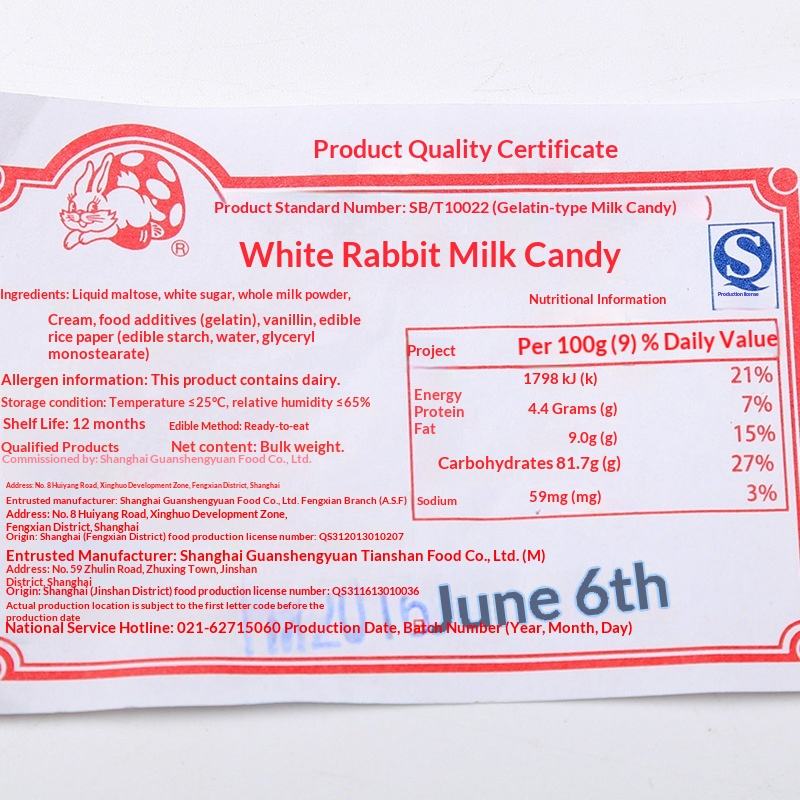 Product Quality Certificate
Product Standard Number: SB/T10022 (Gelatin-type Milk Candy) )
®
White Rabbit Milk Candy
S
Production license
Ingredients: Liquid maltose, white sugar, whole milk powder,
Cream, food additives (gelatin), vanillin, edible
rice paper (edible starch, water, glyceryl
monostearate)
Allergen information: This product contains dairy.
Storage condition: Temperature ≤25°C, relative humidity ≤65%
Shelf Life: 12 months Edible Method: Ready-to-eat
Qualified Products Net content: Bulk weight.
Commissioned by: Shanghai Guanshengyuan Food Co., Ltd.
Address: No. 8 Huiyang Road, Xinghuo Development Zone, Fengxian District, Shanghai
Entrusted manufacturer: Shanghai Guanshengyuan Food Co., Ltd. Fengxian Branch (A.S.F)
Address: No. 8 Huiyang Road, Xinghuo Development Zone,
Fengxian District, Shanghai
Origin: Shanghai (Fengxian District) food production license number: QS312013010207
Entrusted Manufacturer: Shanghai Guanshengyuan Tianshan Food Co., Ltd. (M)
Address: No. 59 Zhulin Road, Zhuxing Town, Jinshan
District, Shanghai
Origin: Shanghai (Jinshan District) food production license number: QS311613010036
Actual production location is subject to the first letter code before the
production date
National Service Hotline: 021-62715060 Production Date, Batch Number (Year, Month, Day)
Nutritional Information
Project Per 100g (9) % Daily Value
Energy 1798 kJ (k) 21%
Protein 4.4 Grams (g) 7%
Fat 9.0g (g) 15%
Carbohydrates 81.7g (g) 27%
Sodium 59mg (mg) 3%
June 6th